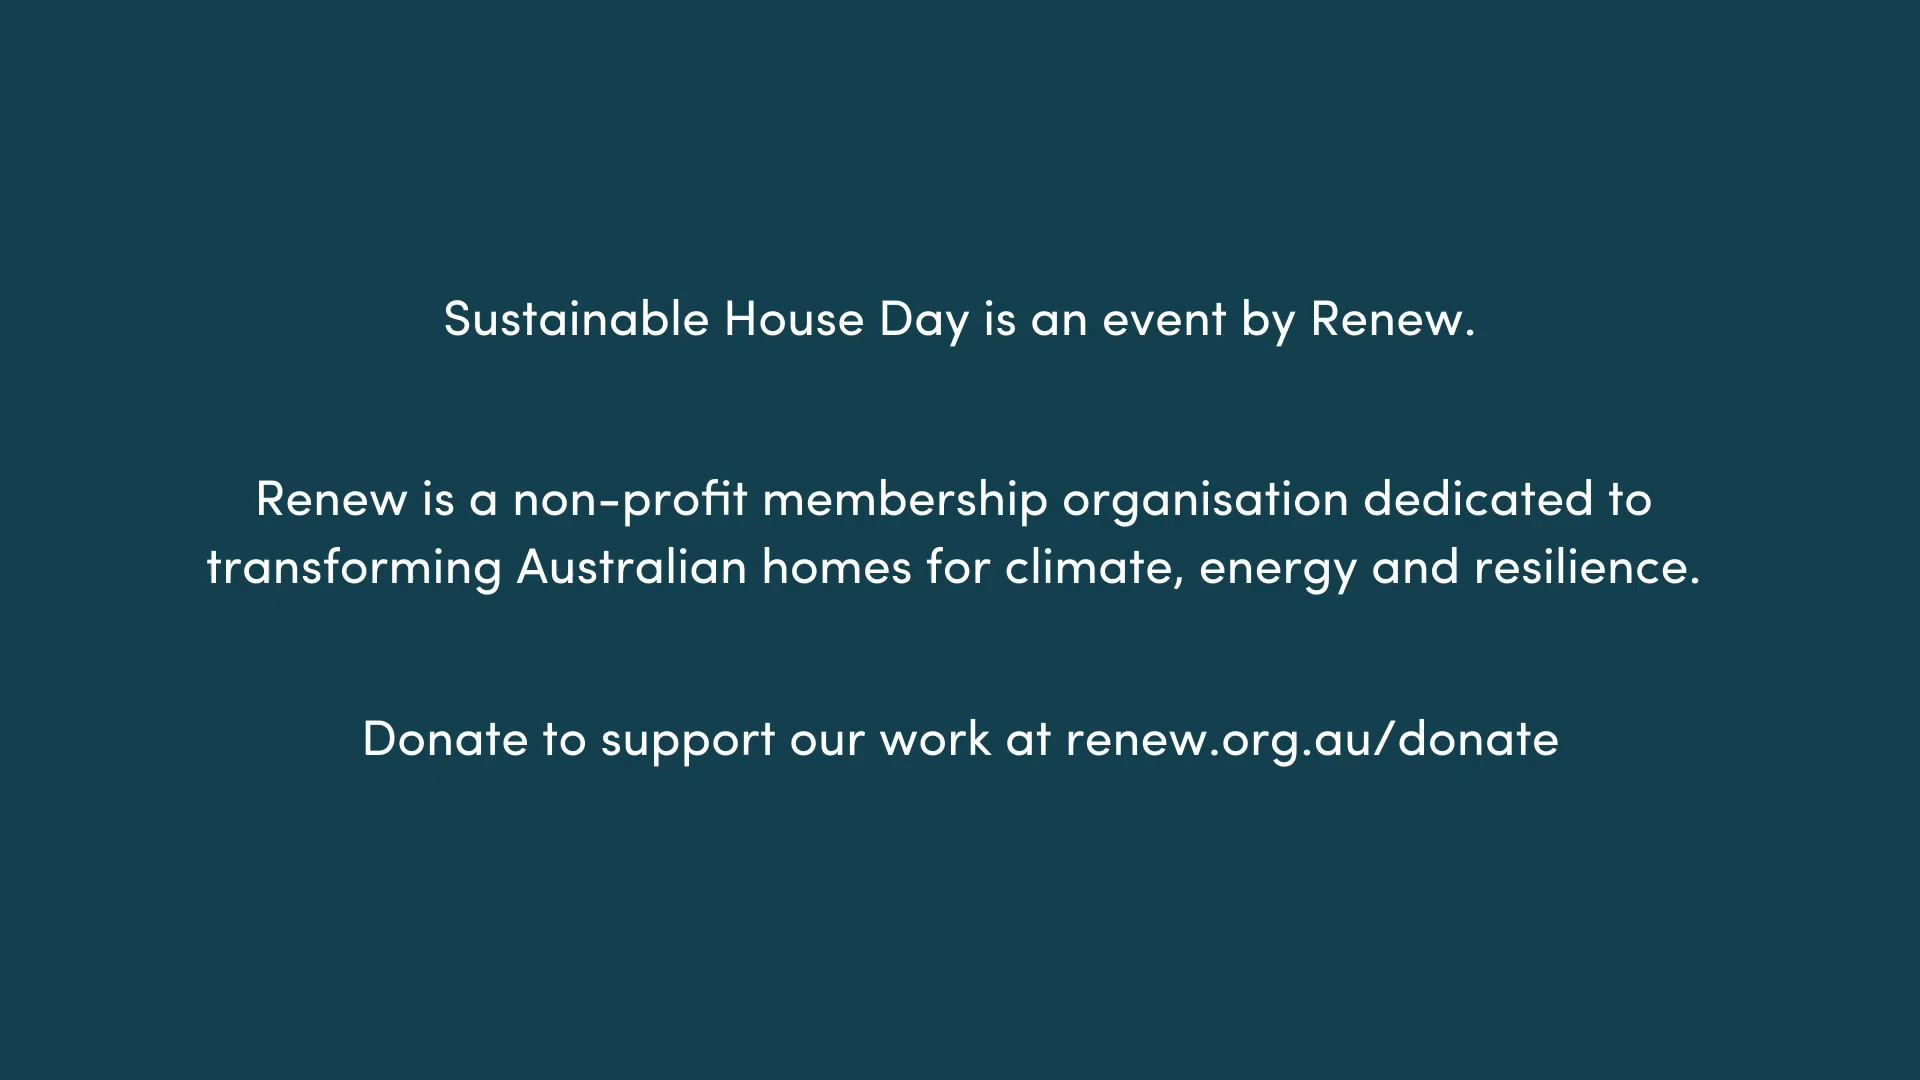 Sustainable House Day is an event by Renew.
Renew is a non-profit membership organisation dedicated to
transforming Australian homes for climate, energy and resilience.
Donate to support our work at renew.org.au/donate